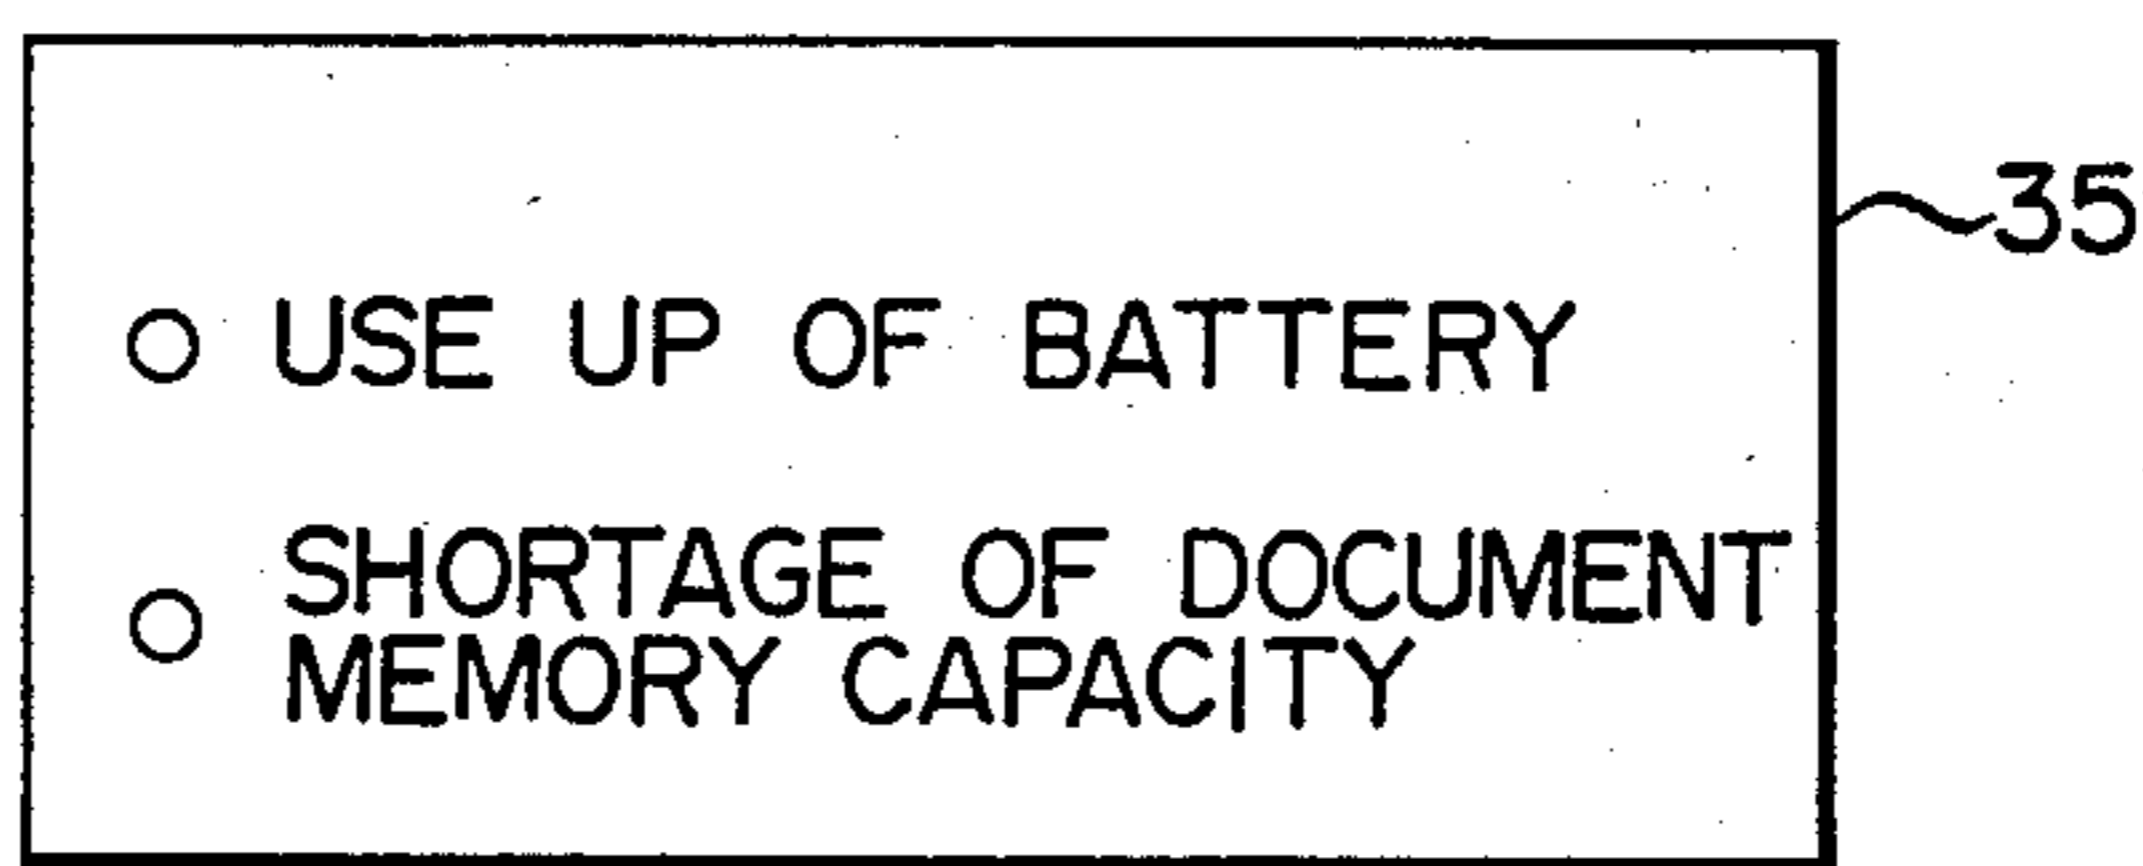 35
○ USE UP OF BATTERY
○ SHORTAGE OF DOCUMENT
MEMORY CAPACITY